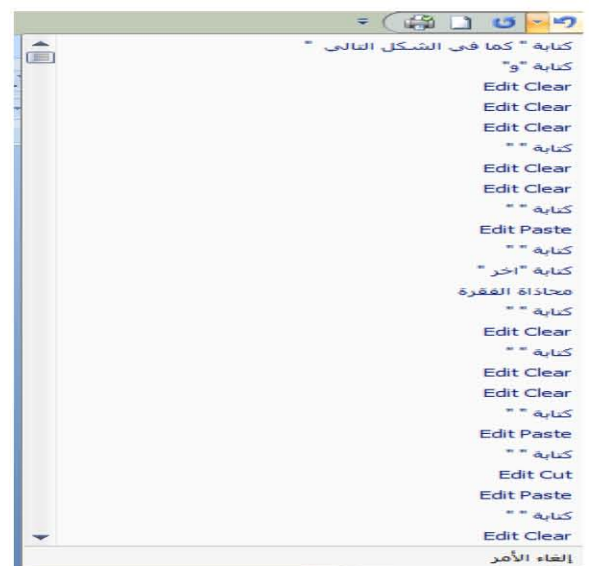 كتابة " كما في الشكل التالى "
كتابة "و"
Edit Clear
Edit Clear
Edit Clear
كتابة " "
Edit Clear
Edit Clear
كتابة " "
Edit Paste
كتابة " "
كتابة "اخر "
محاذاة الفقرة
كتابة " "
Edit Clear
كتابة " "
Edit Clear
Edit Clear
كتابة " "
Edit Paste
كتابة " "
Edit Cut
Edit Paste
كتابة " "
Edit Clear
إلغاء الأمر